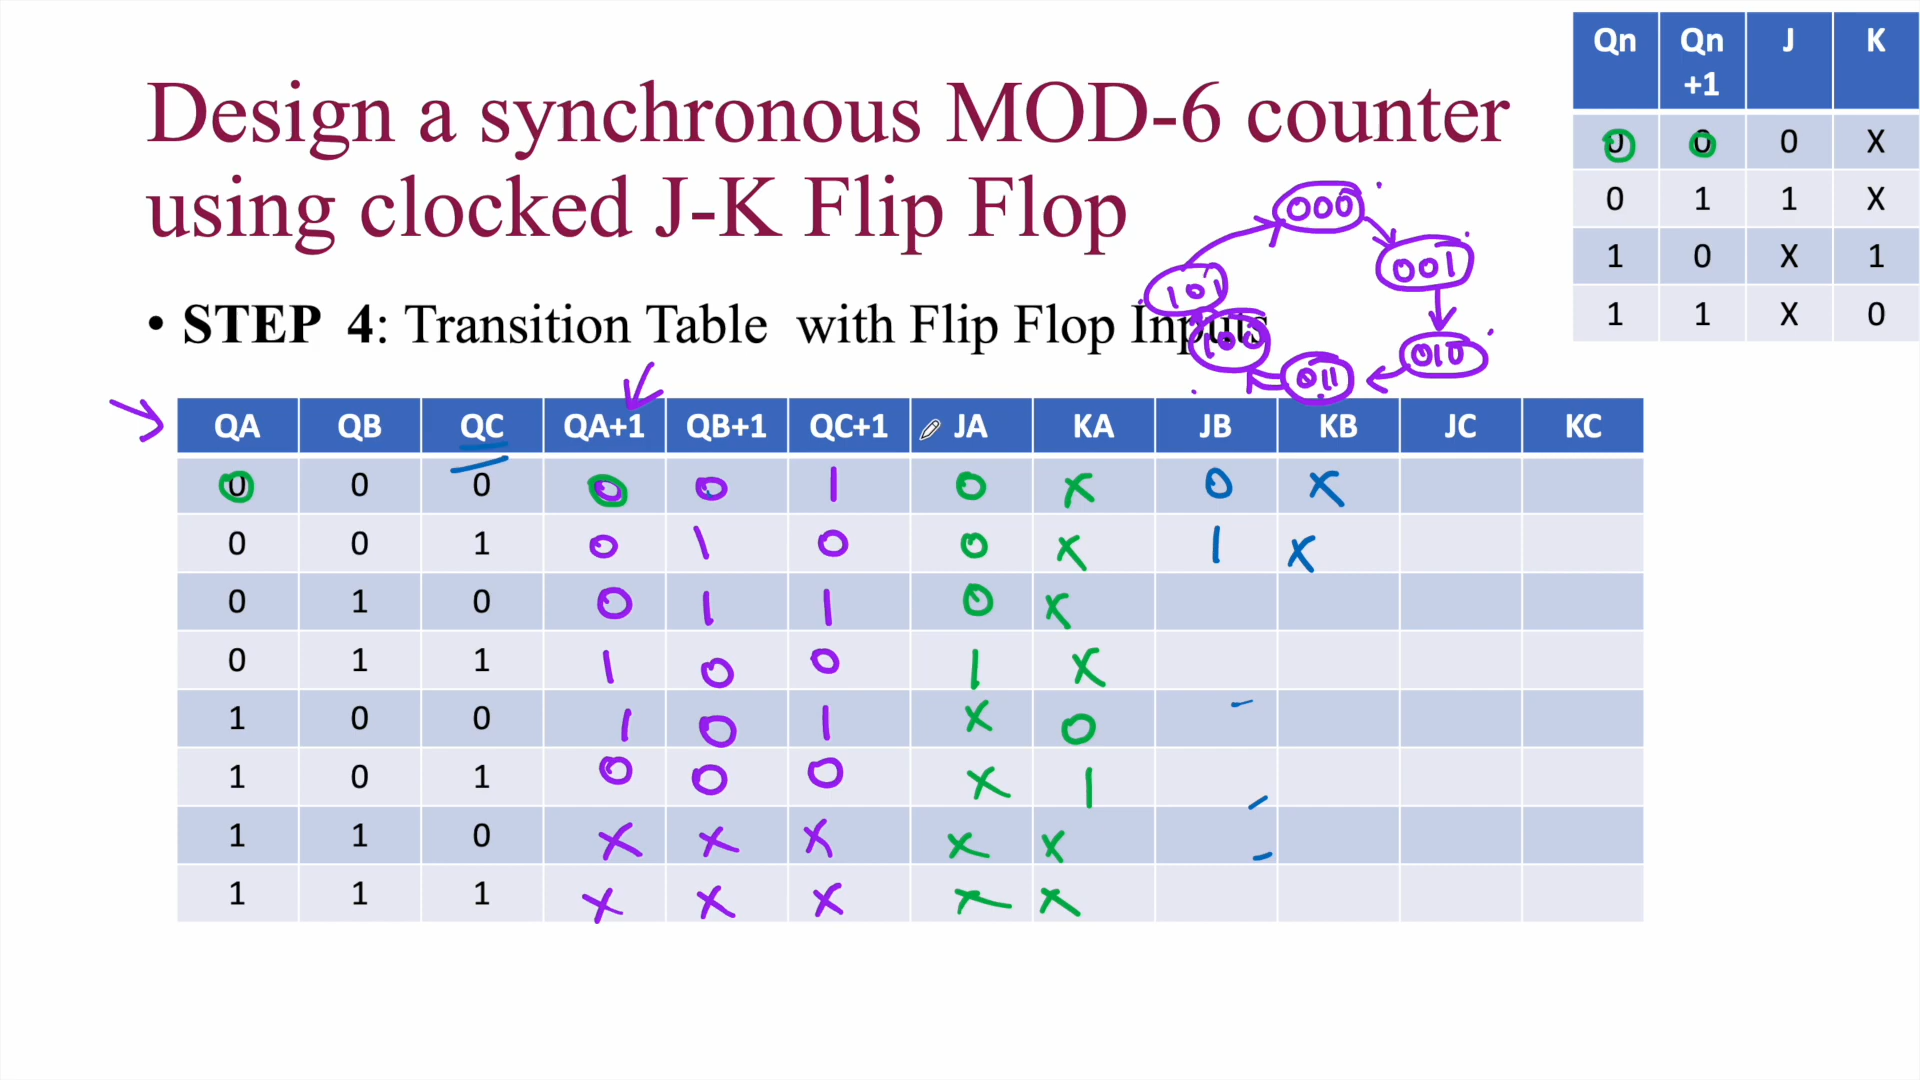 Design a synchronous MOD-6 counter
using clocked J-K Flip Flop
• STEP 4: Transition Table with Flip Flop Inputs
Qn Qn+1 J K
0 0 0 X
0 1 1 X
1 0 X 1
1 1 X 0
000
001
010
011
100
101
QA QB QC QA+1 QB+1 QC+1 JA KA JB KB JC KC
0 0 0 0 0 1 0 X 0 X
0 0 1 0 1 0 0 X 1 X
0 1 0 0 1 1 0 X
0 1 1 1 0 0 1 X
1 0 0 1 0 1 X 0
1 0 1 0 0 0 X 1
1 1 0 X X X X X
1 1 1 X X X X X